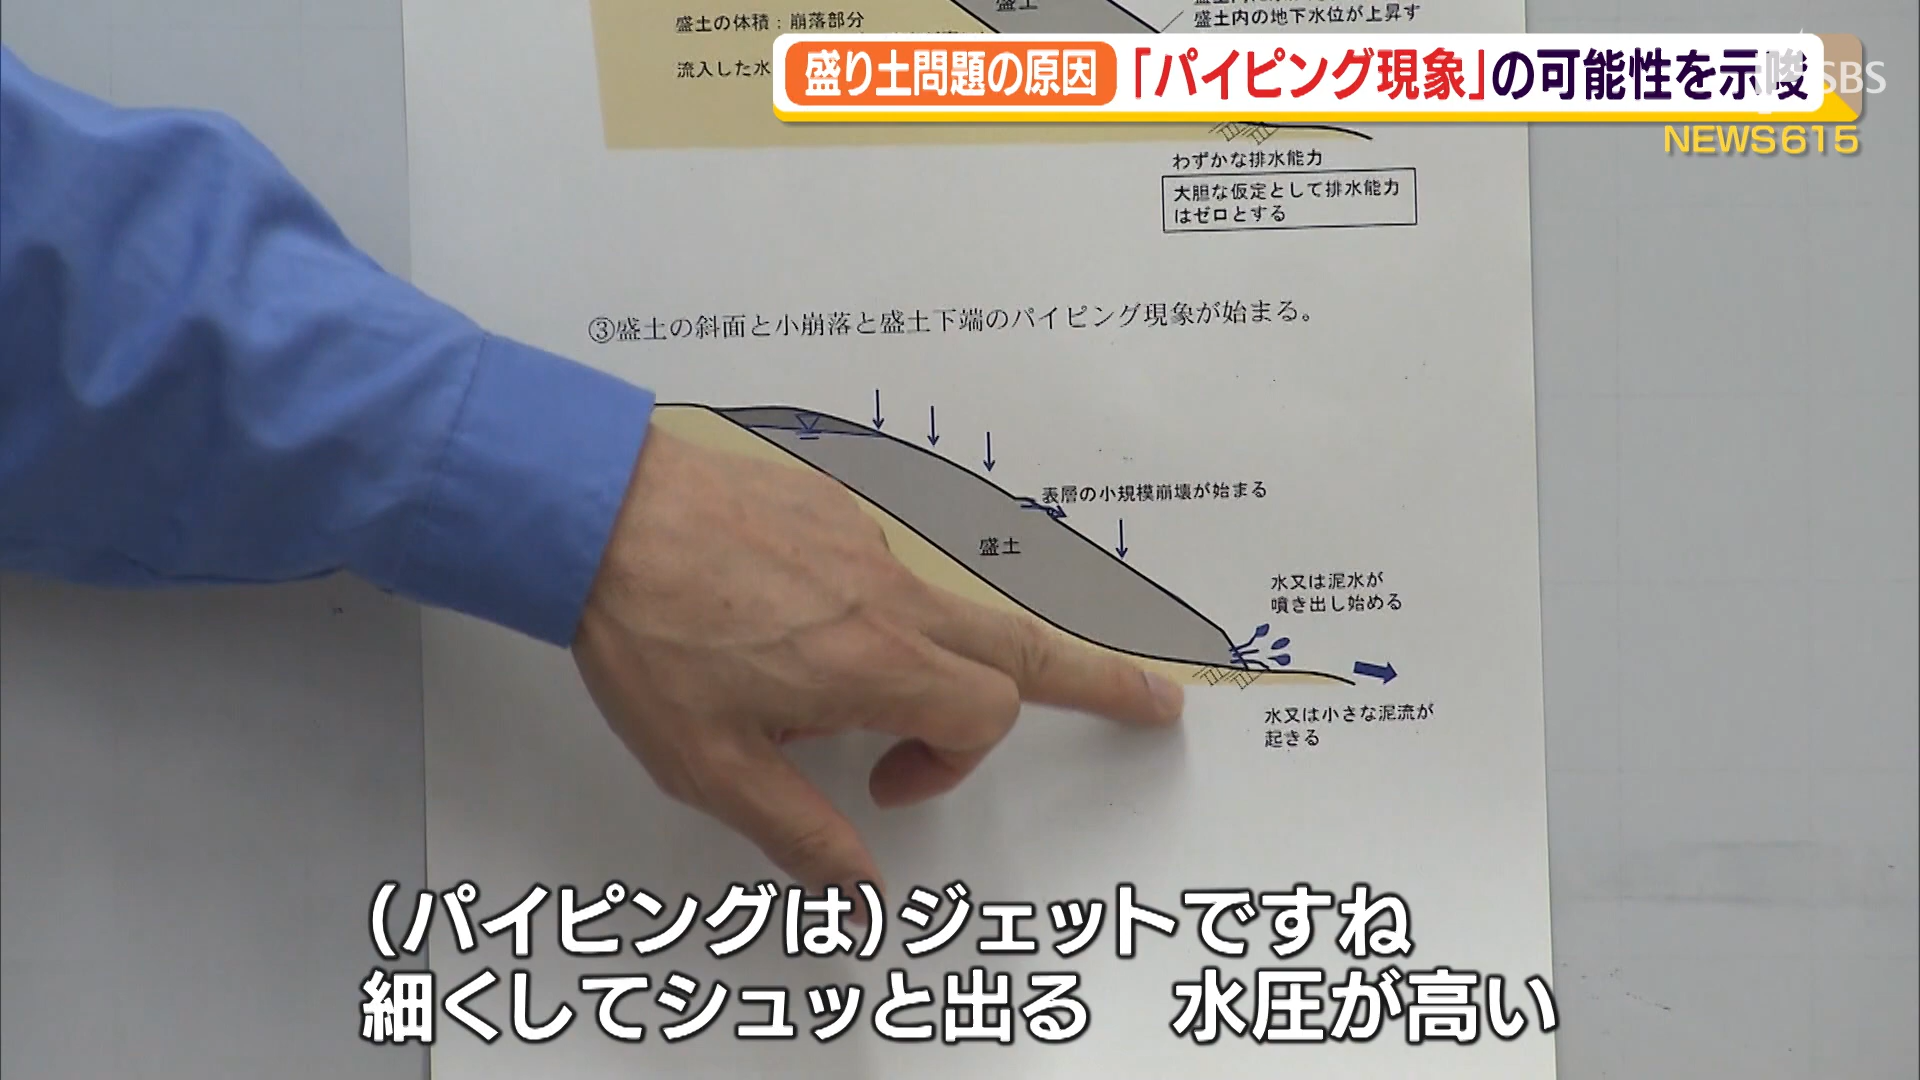 盛土の体積：崩落部分
流入した水
盛土
盛土内の地下水位が上昇す
盛り土問題の原因 「パイピング現象」の可能性を示唆
SBS
NEWS615
わずかな排水能力
大胆な仮定として排水能力
はゼロとする
③盛土の斜面と小崩落と盛土下端のパイピング現象が始まる。
表層の小規模崩壊が始まる
盛土
水又は泥水が
噴き出し始める
水又は小さな泥流が
起きる
（パイピングは）ジェットですね
細くしてシュッと出る　水圧が高い